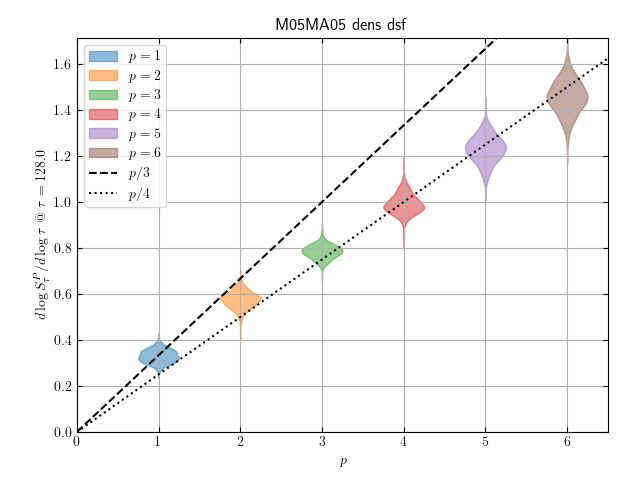 M05MA05 dens dsf
p = 1
p = 2
p = 3
p = 4
p = 5
p = 6
p/3
p/4
d log S_τ^P / d log τ @ τ = 128.0
1.6
1.4
1.2
1.0
0.8
0.6
0.4
0.2
0.0
0 1 2 3 4 5 6
p